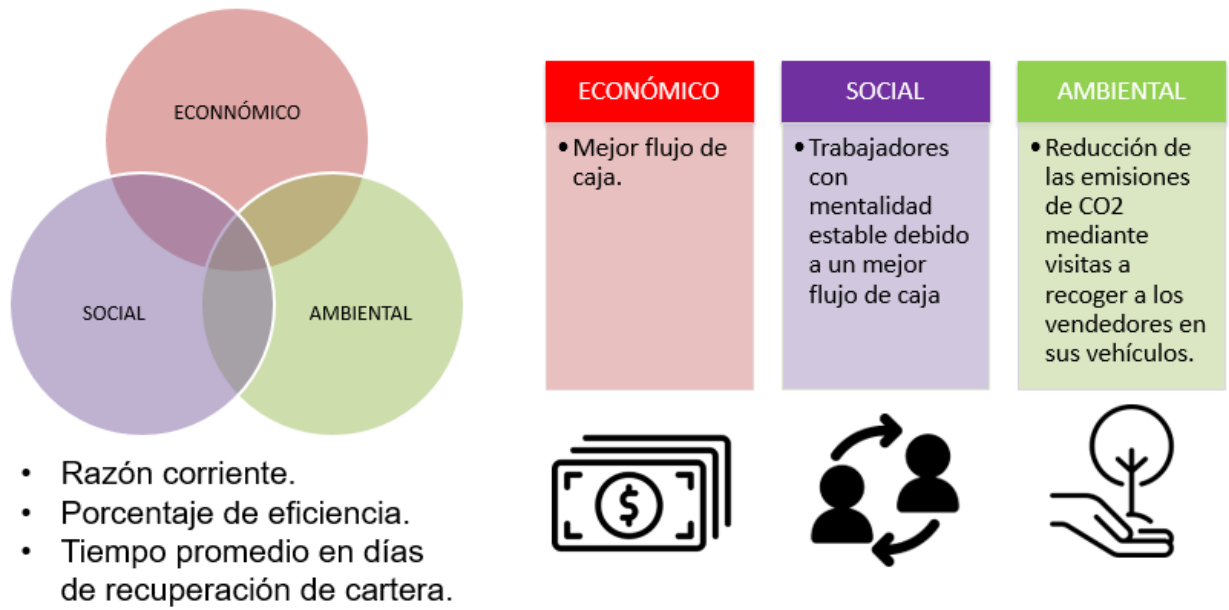 ECONNÓMICO
SOCIAL
AMBIENTAL
• Razón corriente.
• Porcentaje de eficiencia.
• Tiempo promedio en días
de recuperación de cartera.
ECONÓMICO
• Mejor flujo de
caja.
SOCIAL
• Trabajadores
con
mentalidad
estable debido
a un mejor
flujo de caja
AMBIENTAL
• Reducción de
las emisiones
de CO2
mediante
visitas a
recoger a los
vendedores en
sus vehículos.
$